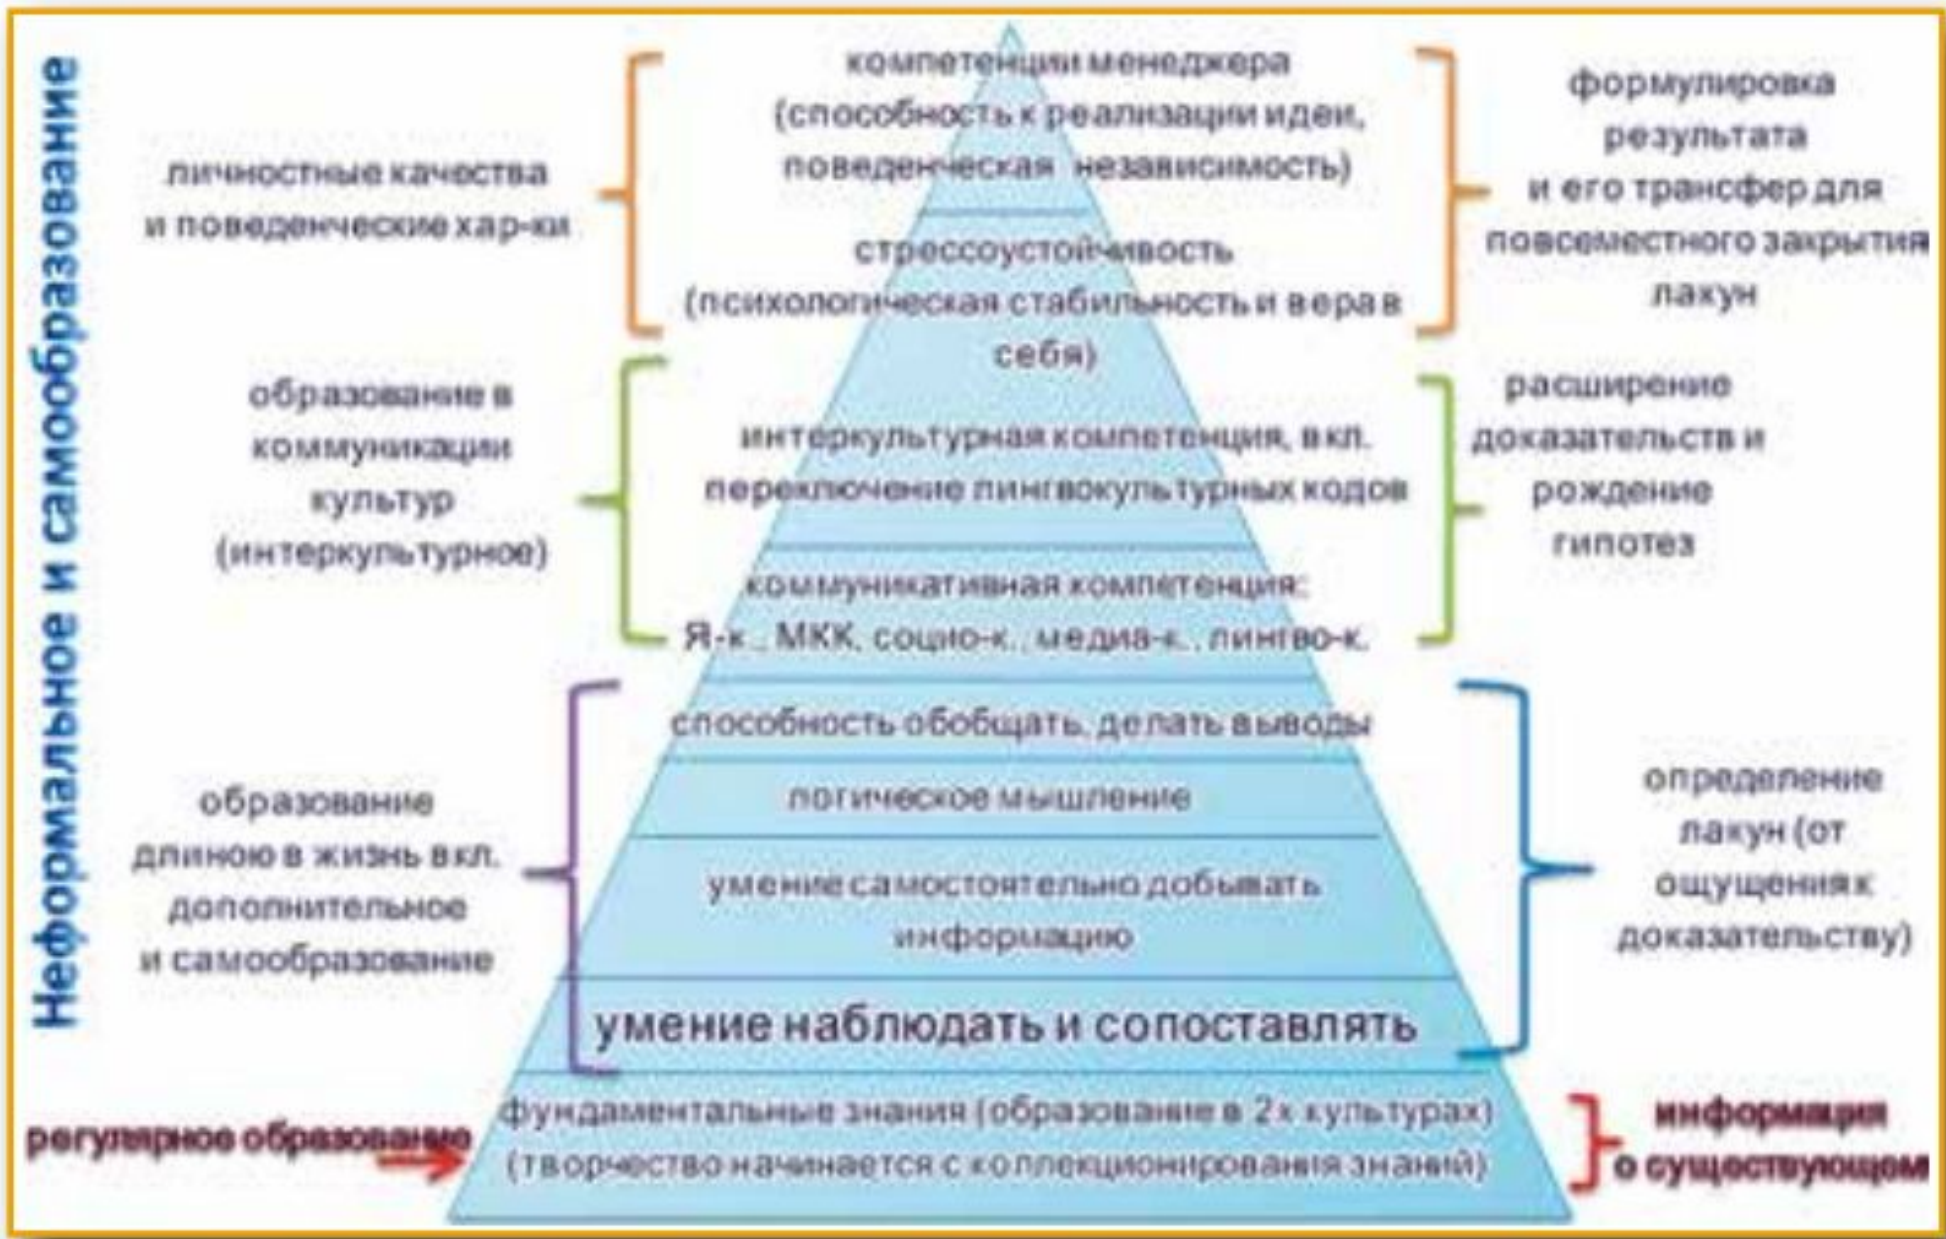 Неформальное и самообразование
личностные качества
и поведенческие хар-ки
компетенции менеджера
(способность к реализации идеи,
поведенческая независимость)
стрессоустойчивость
(психологическая стабильность и вера в
себя)
формулировка
результата
и его трансфер для
повсеместного закрытия
лакун
образование в
коммуникации
культур
(интеркультурное)
интеркультурная компетенция, вкл.
переключение лингвокультурных кодов
коммуникативная компетенция:
Я-к., МКК, социо-к., медиа-к., лингво-к.
расширение
доказательств и
рождение
гипотез
образование
длиною в жизнь вкл.
дополнительное
и самообразование
способность обобщать, делать выводы
логическое мышление
умение самостоятельно добывать
информацию
умение наблюдать и сопоставлять
определение
лакун (от
ощущения к
доказательству)
регулярное образование
фундаментальные знания (образование в 2х культурах)
(творчество начинается с коллекционирования знаний)
информация
о существующем